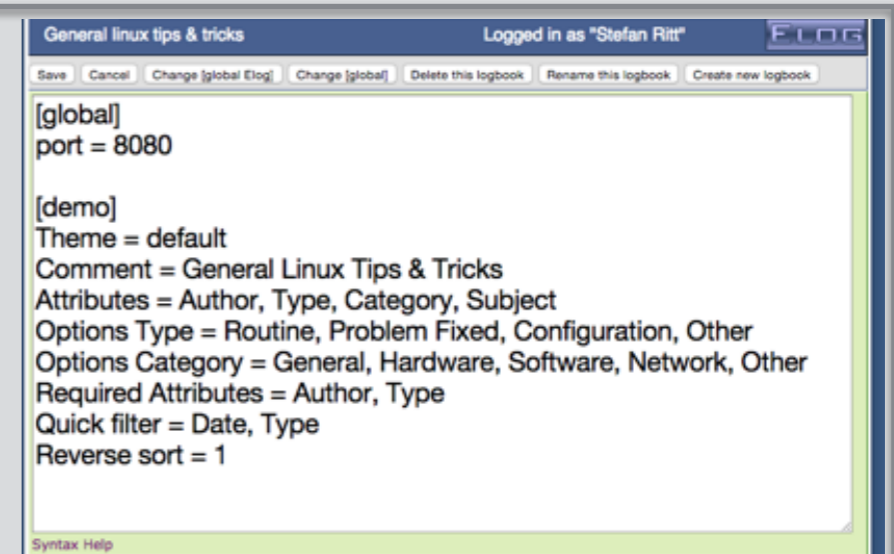 General linux tips & tricks Logged in as "Stefan Ritt" ELOG
Save Cancel Change [global Elog] Change [global] Delete this logbook Rename this logbook Create new logbook
[global]
port = 8080
[demo]
Theme = default
Comment = General Linux Tips & Tricks
Attributes = Author, Type, Category, Subject
Options Type = Routine, Problem Fixed, Configuration, Other
Options Category = General, Hardware, Software, Network, Other
Required Attributes = Author, Type
Quick filter = Date, Type
Reverse sort = 1
Syntax Help